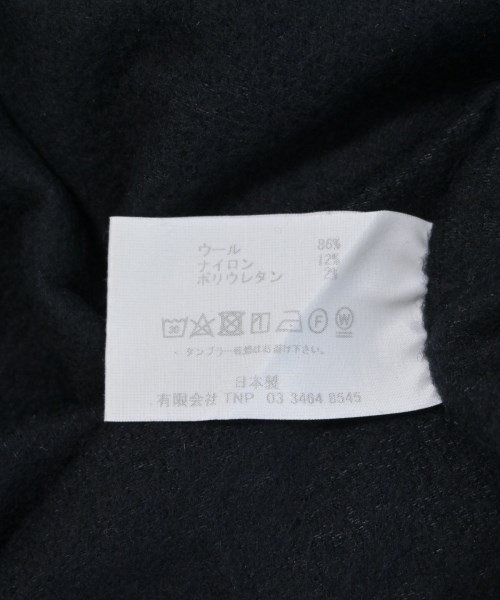 ウール 86%
ナイロン 12%
ポリウレタン 2%
30 F W
・タンブラー乾燥はお避け下さい。
日本製
有限会社 TNP 03 3464 8545